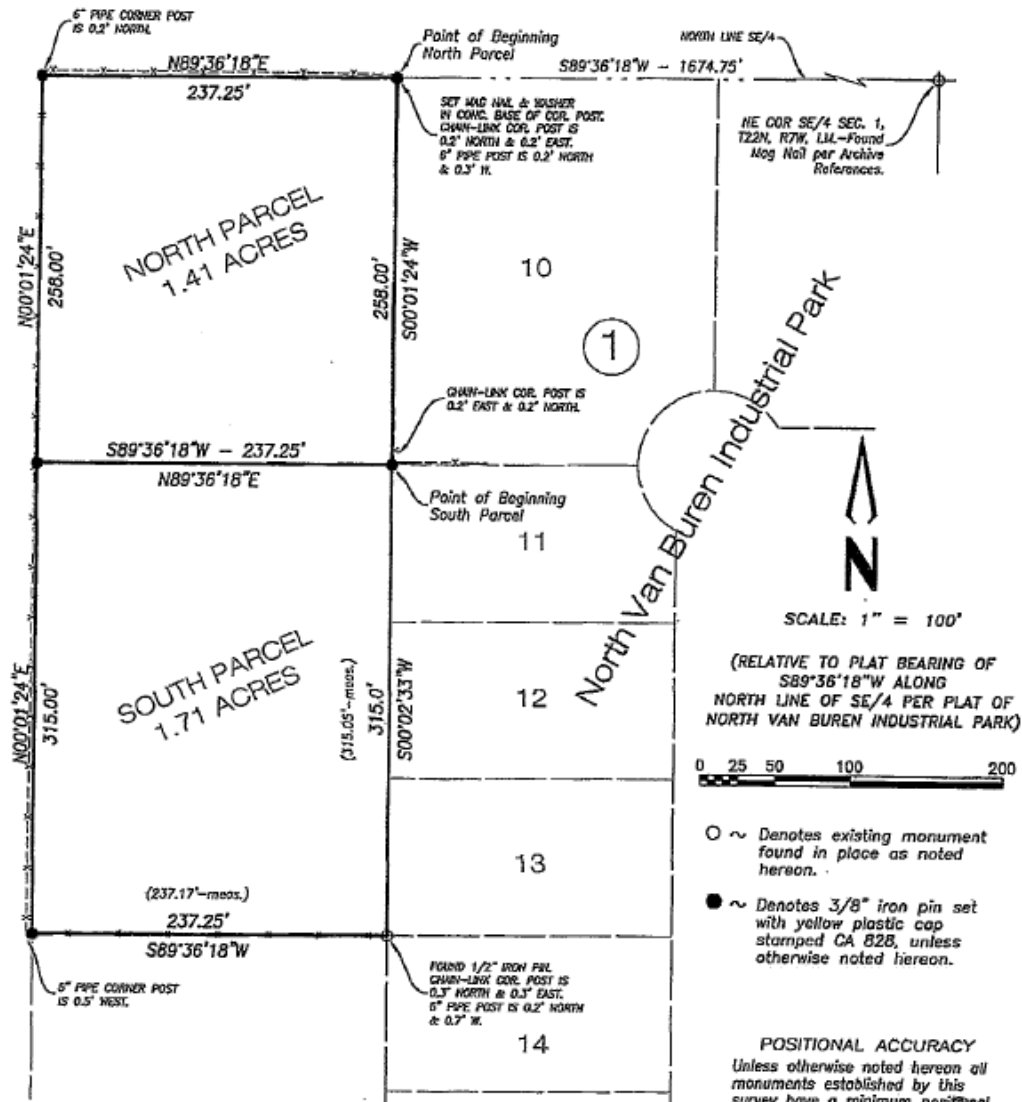 6" PIPE CORNER POST
IS 0.2' NORTH.
N89°36'18"E
237.25'
Point of Beginning
North Parcel
NORTH LINE SE/4
S89°36'18"W - 1674.75'
SET MAG NAIL & WASHER
IN CONC. BASE OF COR. POST.
CHAIN-LINK COR. POST IS
0.2' NORTH & 0.2' EAST.
6" PIPE POST IS 0.2' NORTH
& 0.3' W.
NE COR SE/4 SEC. 1,
T22N, R7W, I.M.-Found
Mag Nail per Archive
References.
NORTH PARCEL
1.41 ACRES
N00°01'24"E
258.00'
258.00'
S00°01'24"W
10
1
North Van Buren Industrial Park
CHAIN-LINK COR. POST IS
0.2' EAST & 0.2' NORTH.
S89°36'18"W - 237.25'
N89°36'18"E
Point of Beginning
South Parcel
11
N
SCALE: 1" = 100'
(RELATIVE TO PLAT BEARING OF
S89°36'18"W ALONG
NORTH LINE OF SE/4 PER PLAT OF
NORTH VAN BUREN INDUSTRIAL PARK)
SOUTH PARCEL
1.71 ACRES
N00°01'24"E
315.00'
(315.05'-meas.)
315.0'
S00°02'33"W
12
0 25 50 100 200
13
○ ~ Denotes existing monument
found in place as noted
hereon.
● ~ Denotes 3/8" iron pin set
with yellow plastic cap
stamped CA 828, unless
otherwise noted hereon.
(237.17'-meas.)
237.25'
S89°36'18"W
6" PIPE CORNER POST
IS 0.5' WEST.
FOUND 1/2" IRON PIN.
CHAIN-LINK COR. POST IS
0.3' NORTH & 0.3' EAST.
6" PIPE POST IS 0.2' NORTH
& 0.7' W.
14
POSITIONAL ACCURACY
Unless otherwise noted hereon all
monuments established by this
survey have a minimum positional